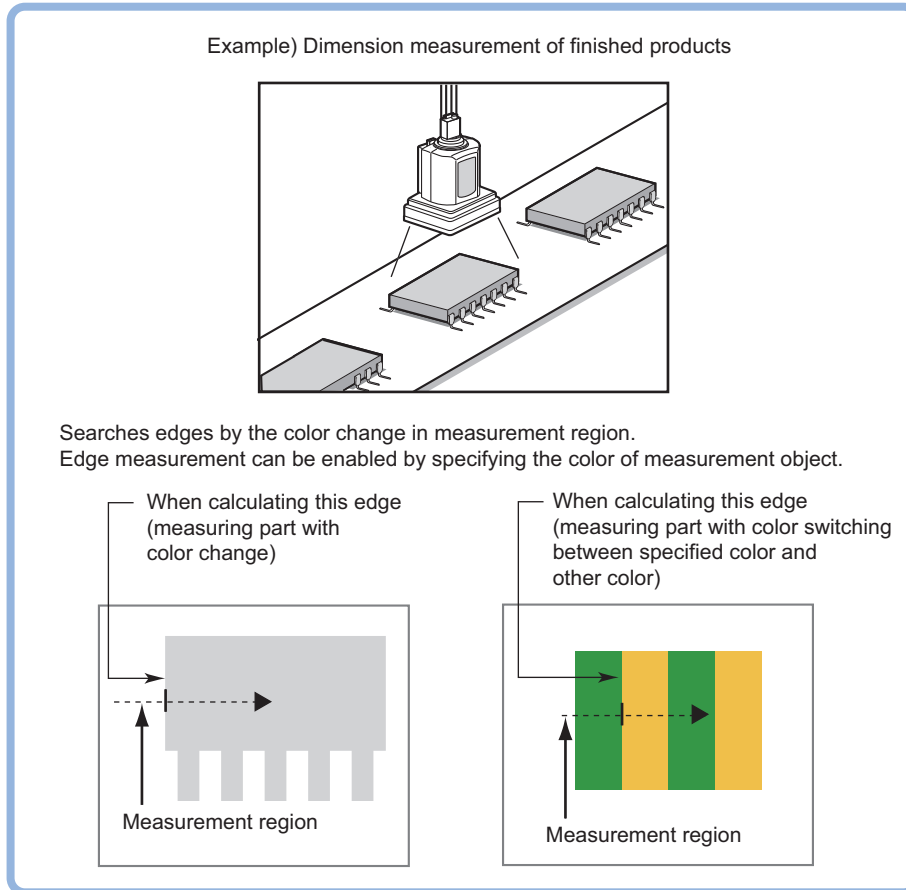 Example) Dimension measurement of finished products
Searches edges by the color change in measurement region.
Edge measurement can be enabled by specifying the color of measurement object.
When calculating this edge
(measuring part with
color change)
Measurement region
When calculating this edge
(measuring part with color switching
between specified color and
other color)
Measurement region